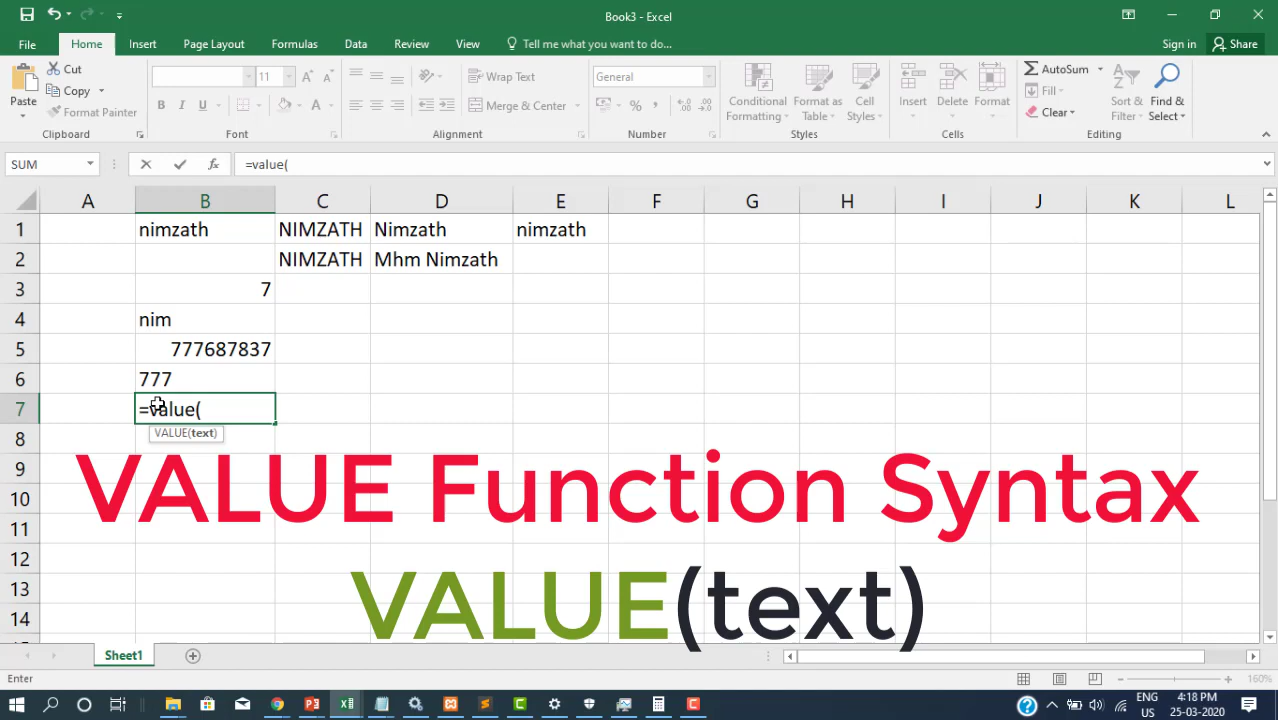 Book3 - Excel
File Home Insert Page Layout Formulas Data Review View Tell me what you want to do... Sign in Share
Paste Cut Copy Format Painter Clipboard
11 B I U A A A Font
Wrap Text Merge & Center Alignment
General % Number
Conditional Formatting Format as Table Cell Styles Styles
Insert Delete Format Cells
AutoSum Fill Clear Sort & Filter Find & Select Editing
SUM fx =value(
A B C D E F G H I J K L
1 nimzath NIMZATH Nimzath nimzath
2 NIMZATH Mhm Nimzath
3 7
4 nim
5 777687837
6 777
7 =value(
VALUE(text)
8
9
10
11
12
13
14
VALUE Function Syntax
VALUE(text)
Sheet1
Enter 160%
ENG 4:18 PM
US 25-03-2020